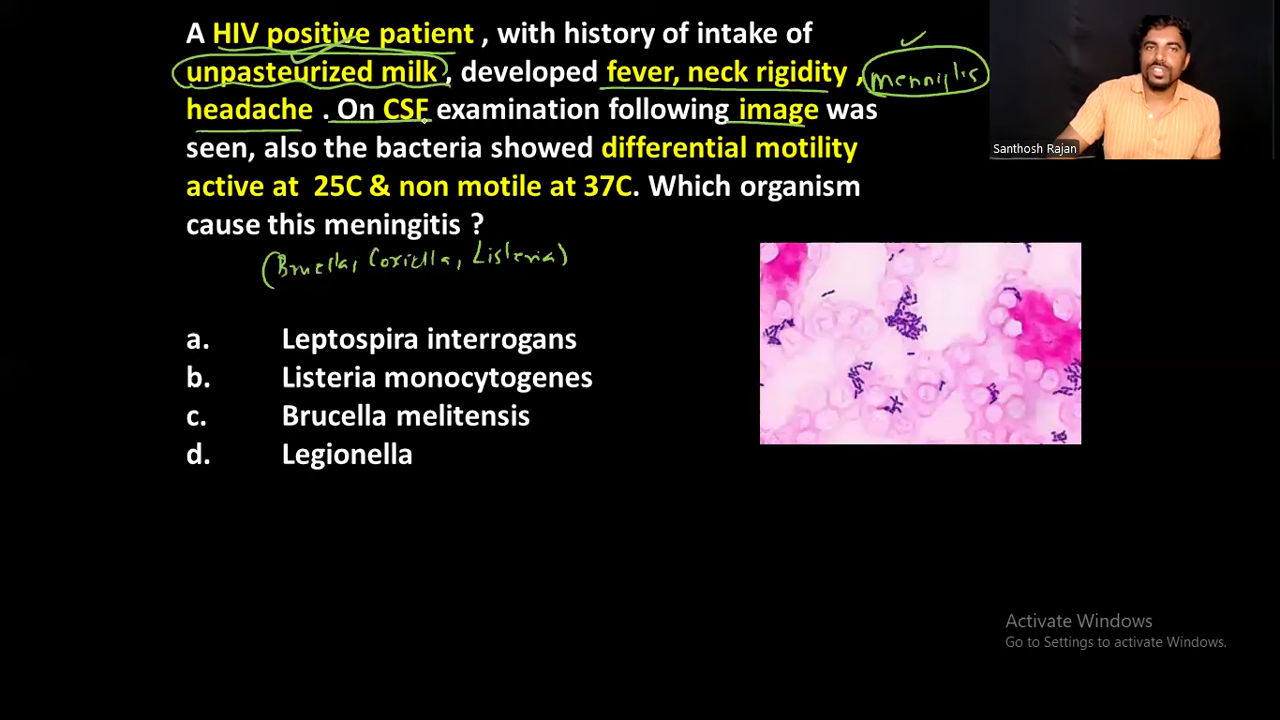 A HIV positive patient , with history of intake of
unpasteurized milk , developed fever, neck rigidity , menniglis
headache . On CSF examination following image was
seen, also the bacteria showed differential motility
active at 25C & non motile at 37C. Which organism
cause this meningitis ?
(Brucella, Coxiella, Listeria)
a. Leptospira interrogans
b. Listeria monocytogenes
c. Brucella melitensis
d. Legionella
Santhosh Rajan
Activate Windows
Go to Settings to activate Windows.